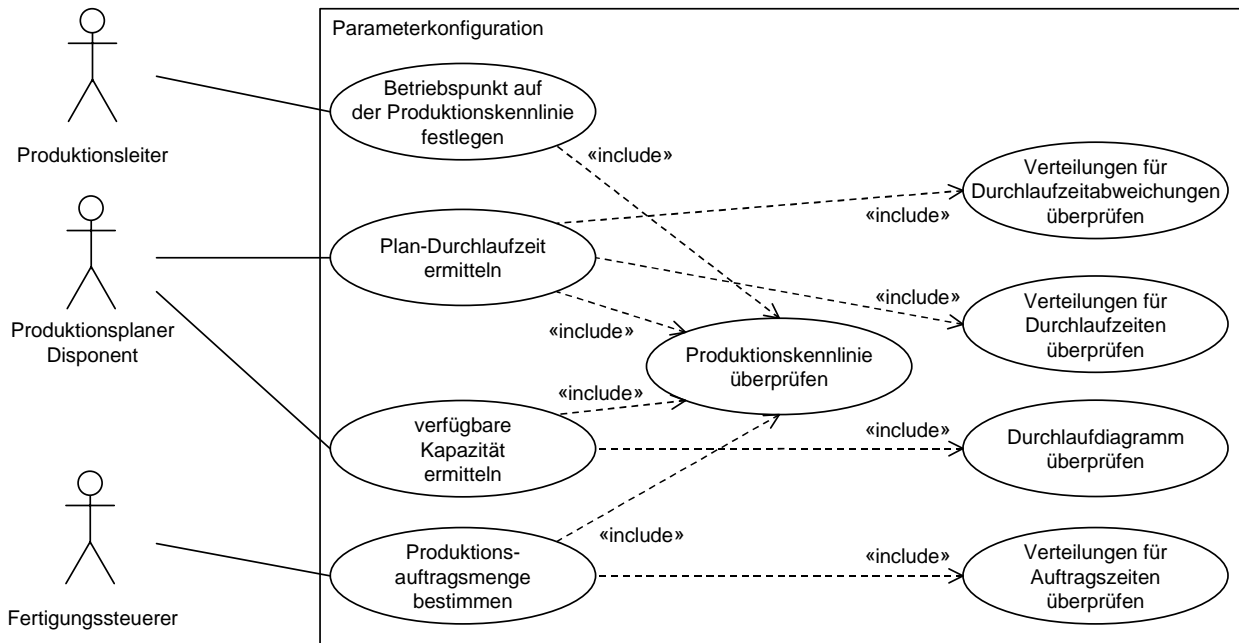 Parameterkonfiguration
Produktionsleiter
Betriebspunkt auf
der Produktionskennlinie
festlegen
«include»
Verteilungen für
Durchlaufzeitabweichungen
überprüfen
«include»
Produktionsplaner
Disponent
Plan-Durchlaufzeit
ermitteln
«include»
«include»
Verteilungen für
Durchlaufzeiten
überprüfen
Produktionskennlinie
überprüfen
«include»
verfügbare
Kapazität
ermitteln
«include»
Durchlaufdiagramm
überprüfen
Fertigungssteuerer
Produktions-
auftragsmenge
bestimmen
«include»
«include»
Verteilungen für
Auftragszeiten
überprüfen